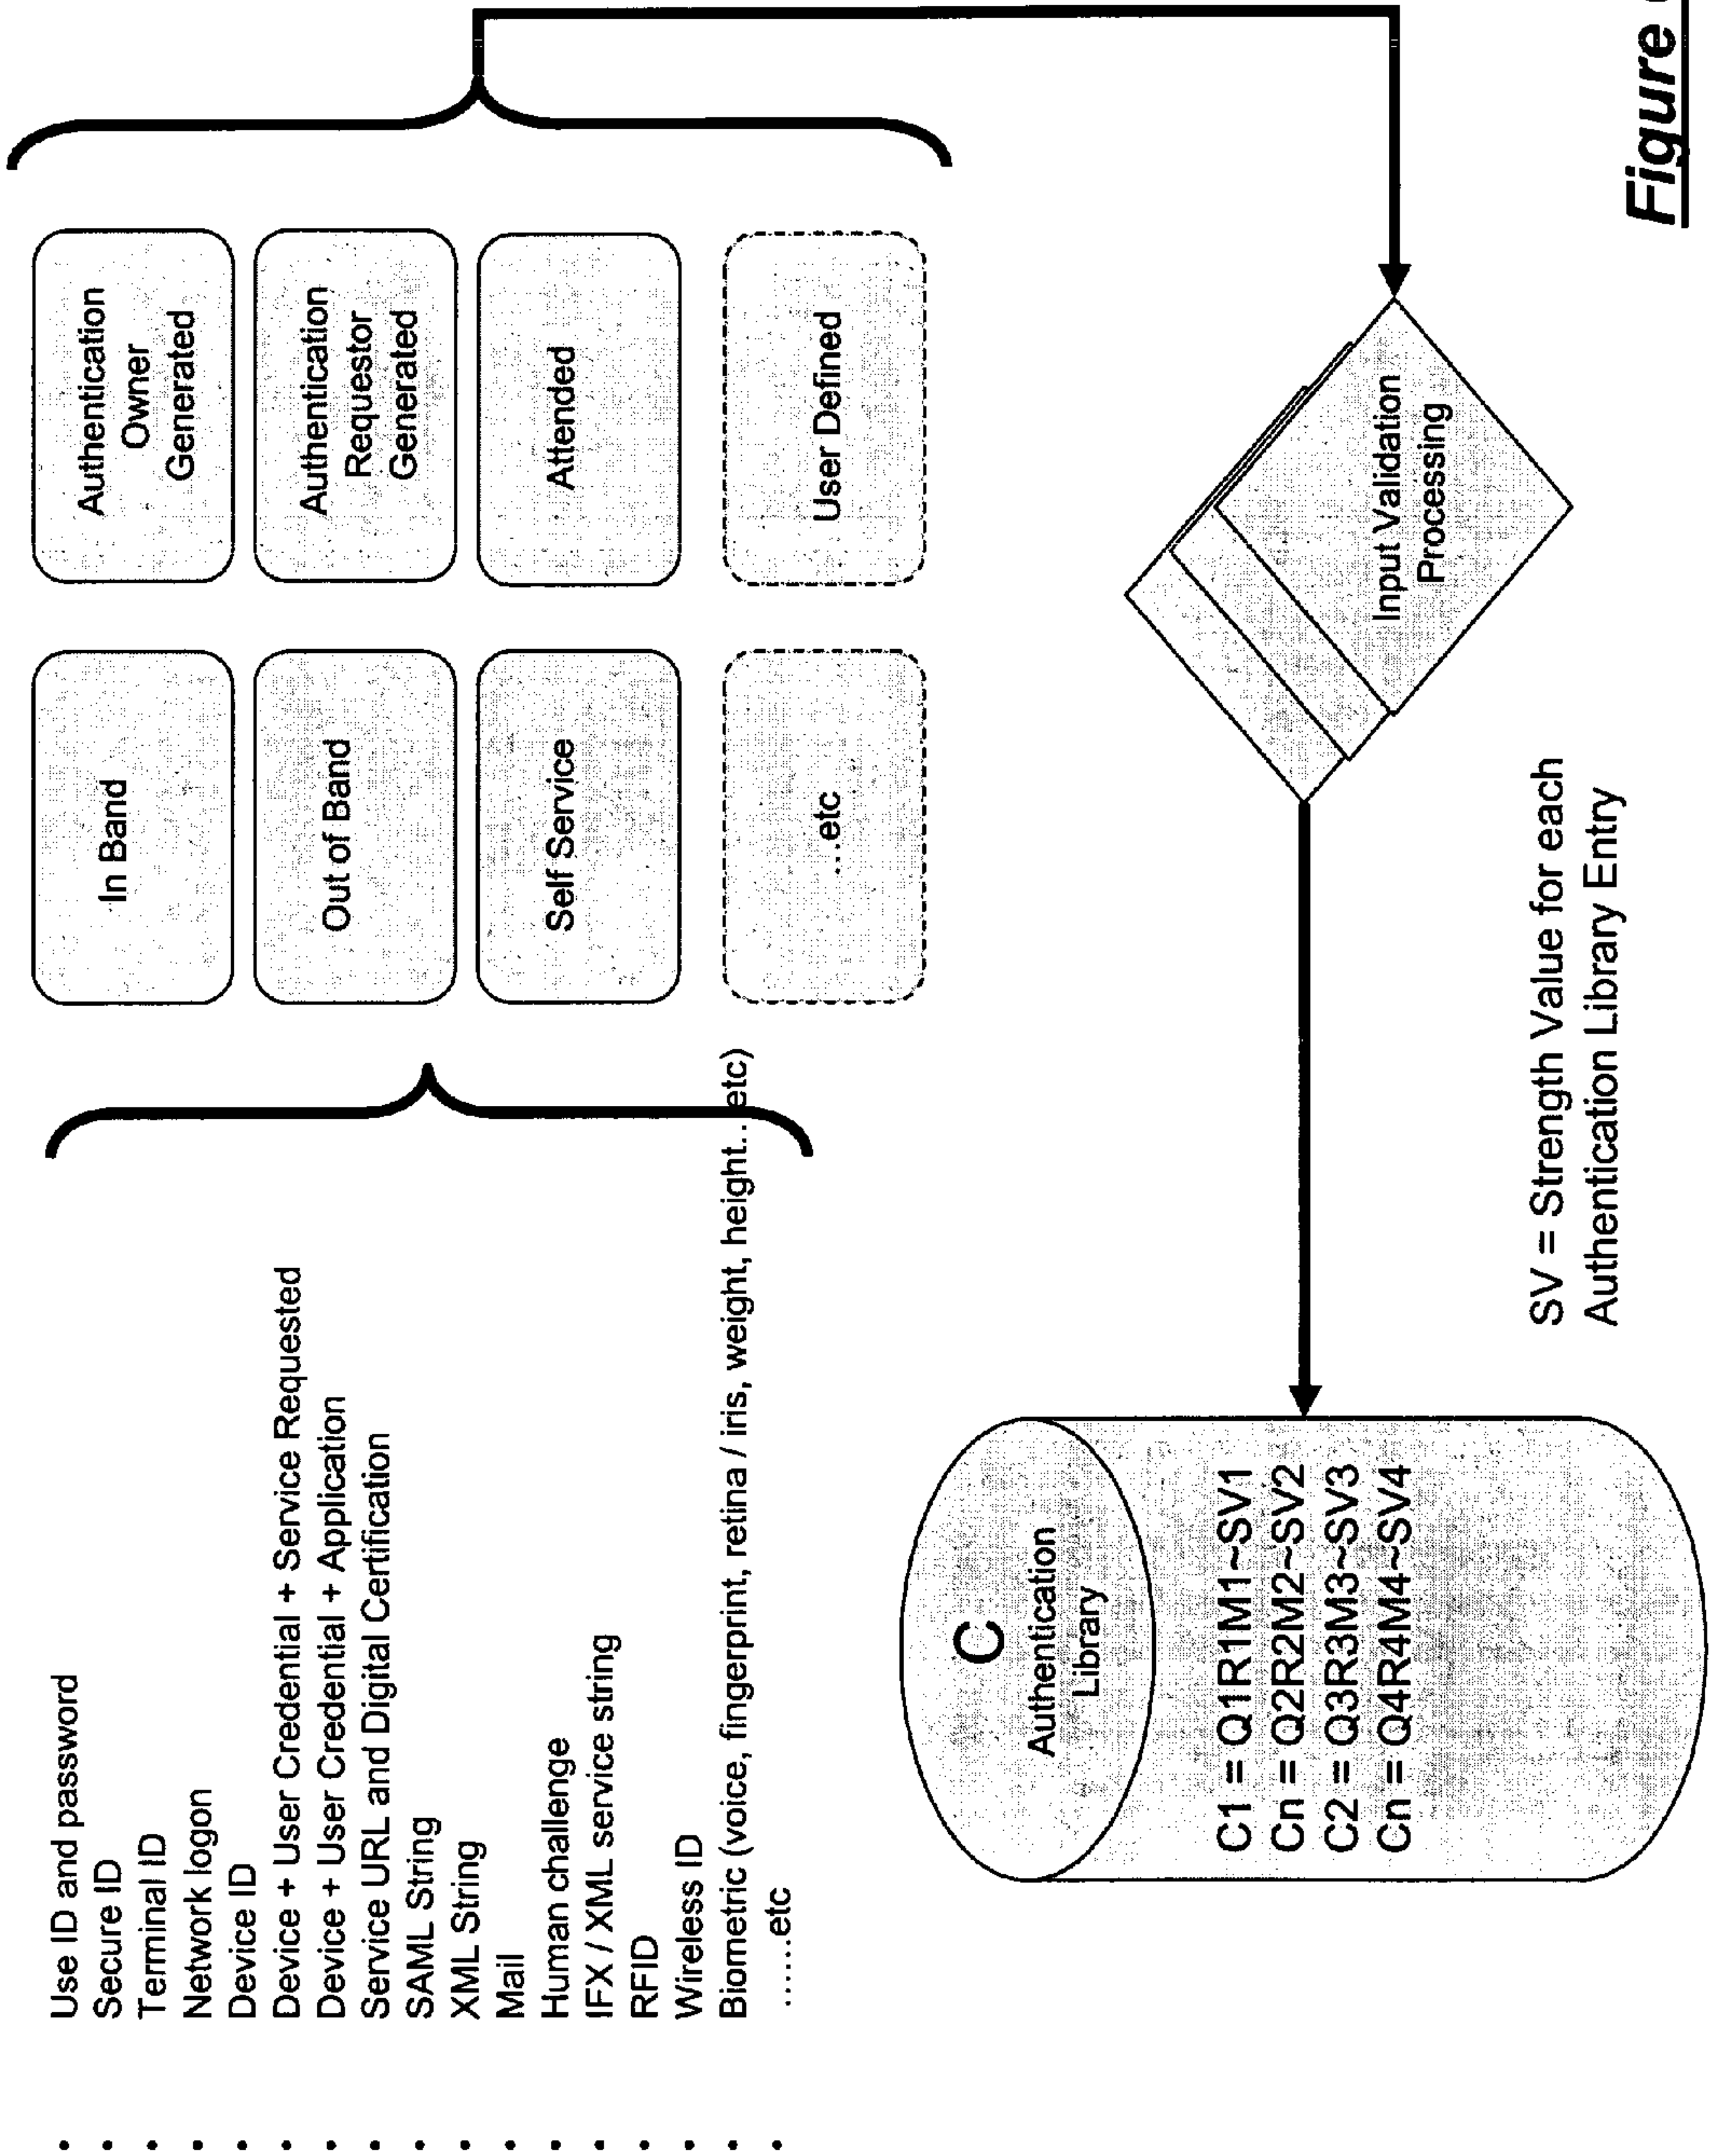 • Use ID and password
• Secure ID
• Terminal ID
• Network logon
• Device ID
• Device + User Credential + Service Requested
• Device + User Credential + Application
• Service URL and Digital Certification
• SAML String
• XML String
• Mail
• Human challenge
• IFX / XML service string
• RFID
• Wireless ID
• Biometric (voice, fingerprint, retina / iris, weight, height...etc)
• ......etc
In Band
Authentication
Owner
Generated
Out of Band
Authentication
Requestor
Generated
Self Service
Attended
...etc
User Defined
C
Authentication
Library
C1 = Q1R1M1~SV1
Cn = Q2R2M2~SV2
C2 = Q3R3M3~SV3
Cn = Q4R4M4~SV4
Input Validation
Processing
SV = Strength Value for each
Authentication Library Entry
Figure